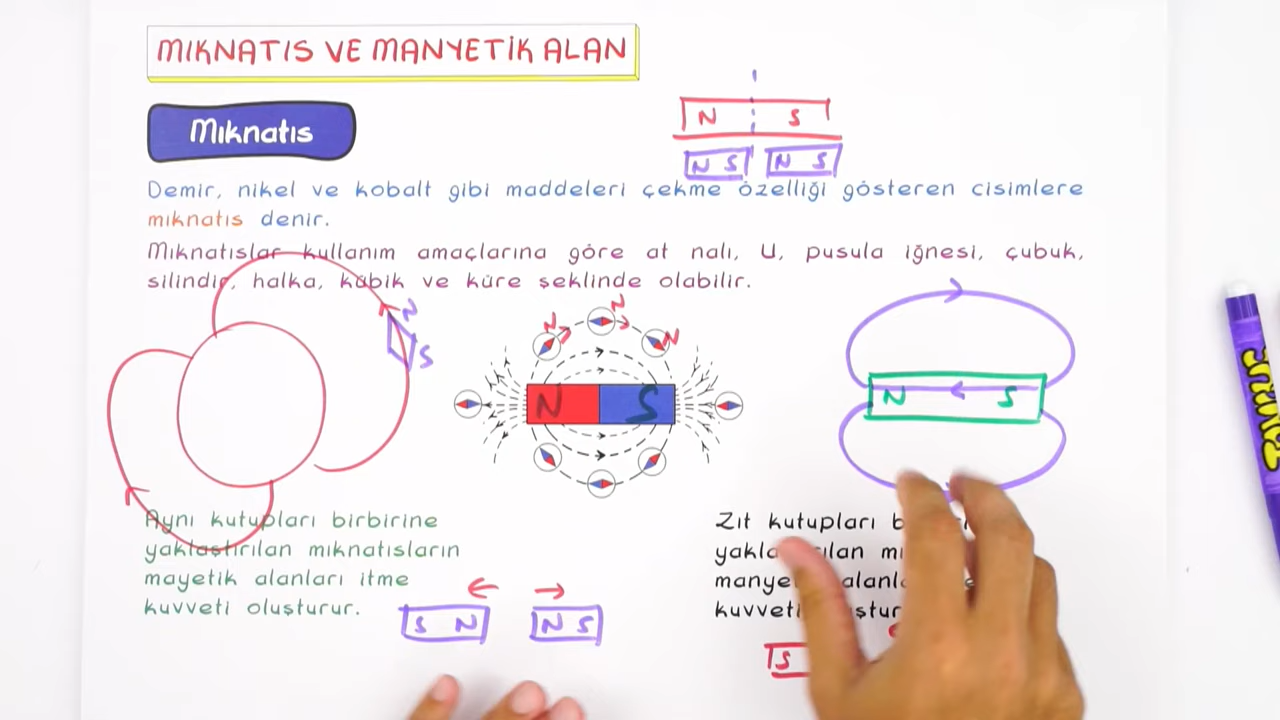 MIKNATIS VE MANYETİK ALAN
Mıknatıs
N S
N S N S
Demir, nikel ve kobalt gibi maddeleri çekme özelliği gösteren cisimlere
mıknatıs denir.
Mıknatıslar kullanım amaçlarına göre at nalı, U, pusula iğnesi, çubuk,
silindir, halka, kübik ve küre şeklinde olabilir.
N
S
N N N
N S
N S
Aynı kutupları birbirine
yaklaştırılan mıknatısların
mayetik alanları itme
kuvveti oluşturur.
S N N S
Zıt kutupları
S